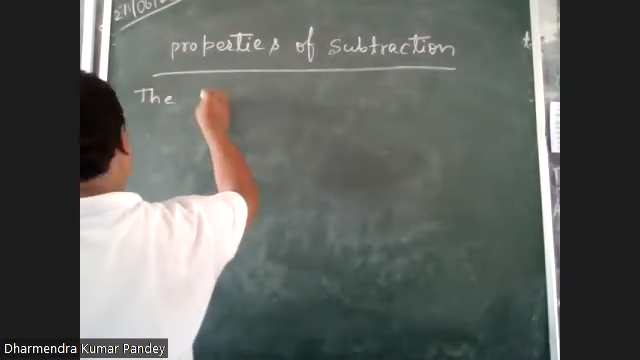 properties of subtraction
The
Dharmendra Kumar Pandey